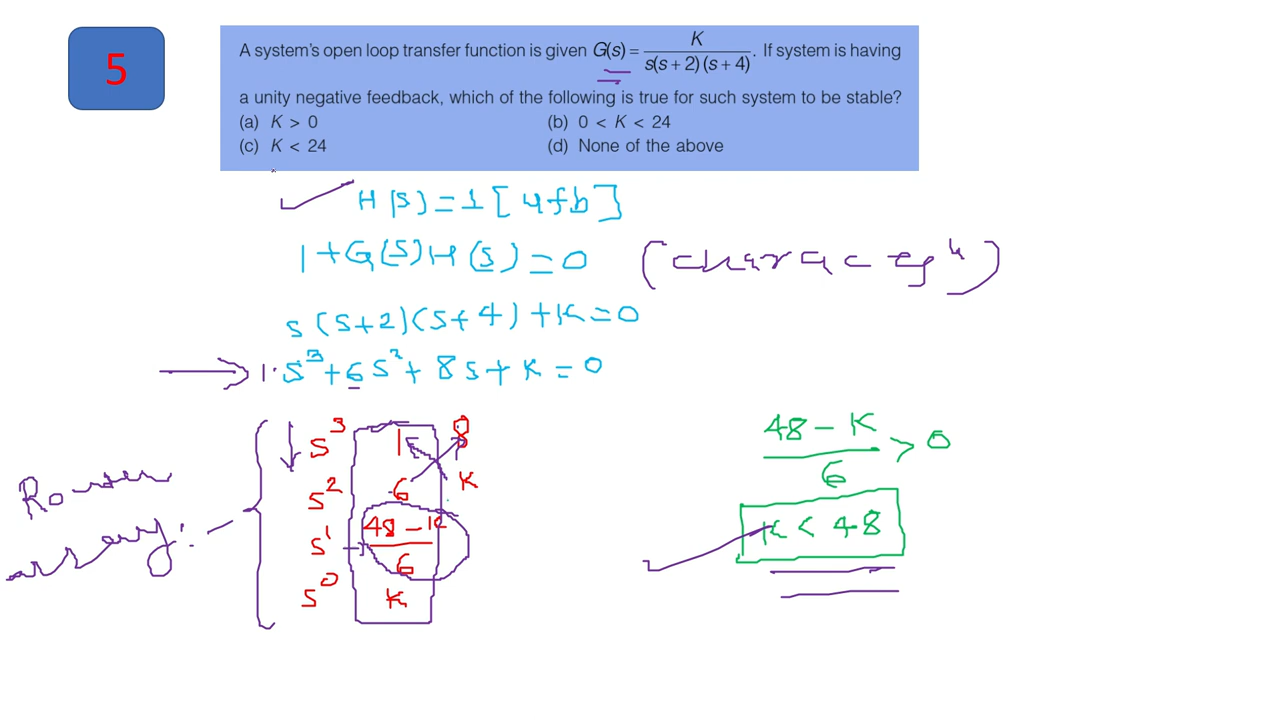 5
A system's open loop transfer function is given G(s) = K / s(s + 2) (s + 4) . If system is having
a unity negative feedback, which of the following is true for such system to be stable?
(a) K > 0 (b) 0 < K < 24
(c) K < 24 (d) None of the above
H(s) = 1 [ufb]
1 + G(s)H(s) = 0 (charac eqⁿ)
s(s+2)(s+4) + K = 0
1·s³ + 6s² + 8s + K = 0
s³ 1 8
s² 6 K
s¹ 48 − K / 6
s⁰ K
array:
48 − K / 6 > 0
K < 48